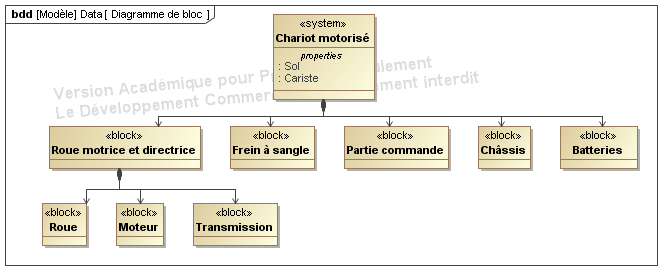 bdd [Modèle] Data [ Diagramme de bloc ]
«system»
Chariot motorisé
properties
: Sol
: Cariste
Version Académique pour P ulement
Le Développement Commer ment interdit
«block»
Roue motrice et directrice
«block»
Frein à sangle
«block»
Partie commande
«block»
Châssis
«block»
Batteries
«block»
Roue
«block»
Moteur
«block»
Transmission